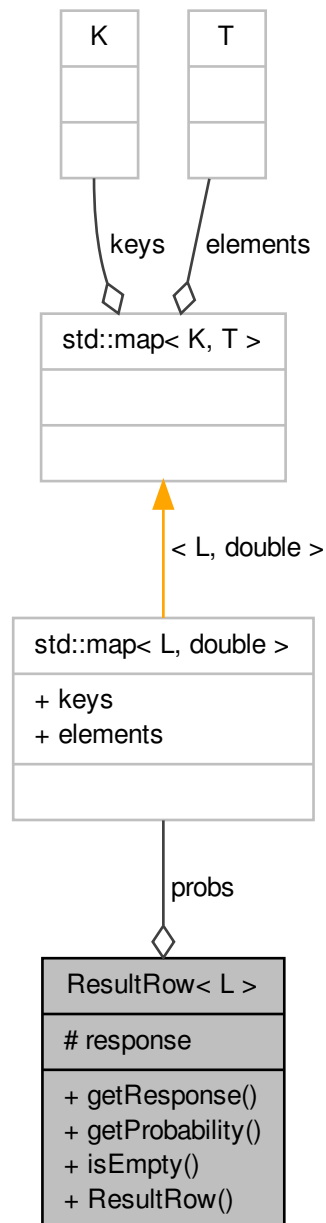 K
T
keys
elements
std::map< K, T >
< L, double >
std::map< L, double >
+ keys
+ elements
probs
ResultRow< L >
# response
+ getResponse()
+ getProbability()
+ isEmpty()
+ ResultRow()